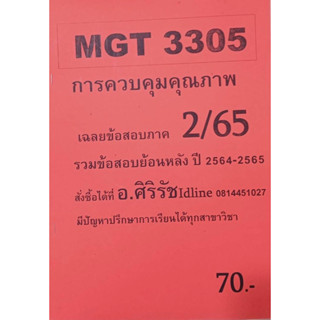 MGT 3305
การควบคุมคุณภาพ
เฉลยข้อสอบภาค 2/65
รวมข้อสอบย้อนหลัง ปี 2564-2565
สั่งซื้อได้ที่ อ.ศิริรัช Idline 0814451027
มีปัญหาปรึกษาการเรียนได้ทุกสาขาวิชา
70.-